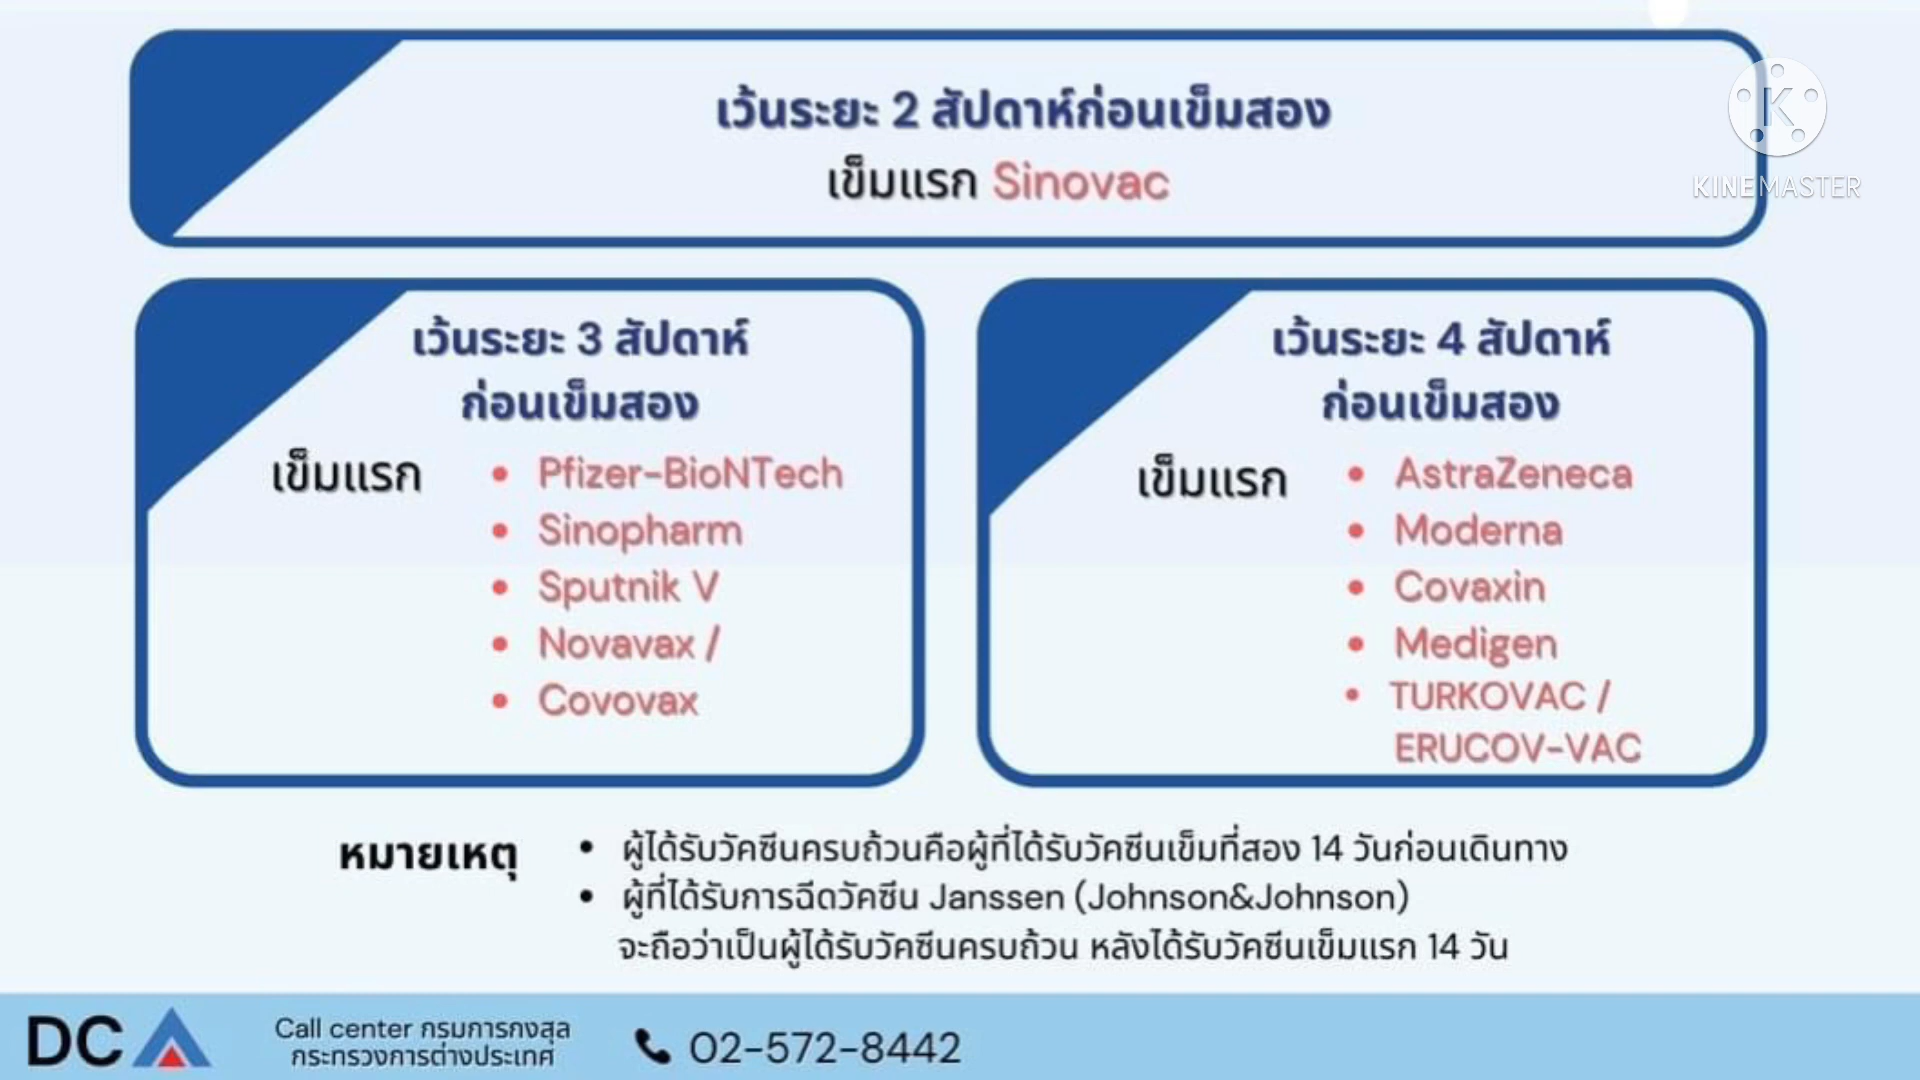 เว้นระยะ 2 สัปดาห์ก่อนเข็มสอง
เข็มแรก Sinovac
KINEMASTER
เว้นระยะ 3 สัปดาห์
ก่อนเข็มสอง
เข็มแรก
• Pfizer-BioNTech
• Sinopharm
• Sputnik V
• Novavax /
• Covovax
เว้นระยะ 4 สัปดาห์
ก่อนเข็มสอง
เข็มแรก
• AstraZeneca
• Moderna
• Covaxin
• Medigen
• TURKOVAC /
ERUCOV-VAC
หมายเหตุ
• ผู้ได้รับวัคซีนครบถ้วนคือผู้ที่ได้รับวัคซีนเข็มที่สอง 14 วันก่อนเดินทาง
• ผู้ที่ได้รับการฉีดวัคซีน Janssen (Johnson&Johnson)
จะถือว่าเป็นผู้ได้รับวัคซีนครบถ้วน หลังได้รับวัคซีนเข็มแรก 14 วัน
DC
Call center กรมการกงสุล
กระทรวงการต่างประเทศ
02-572-8442